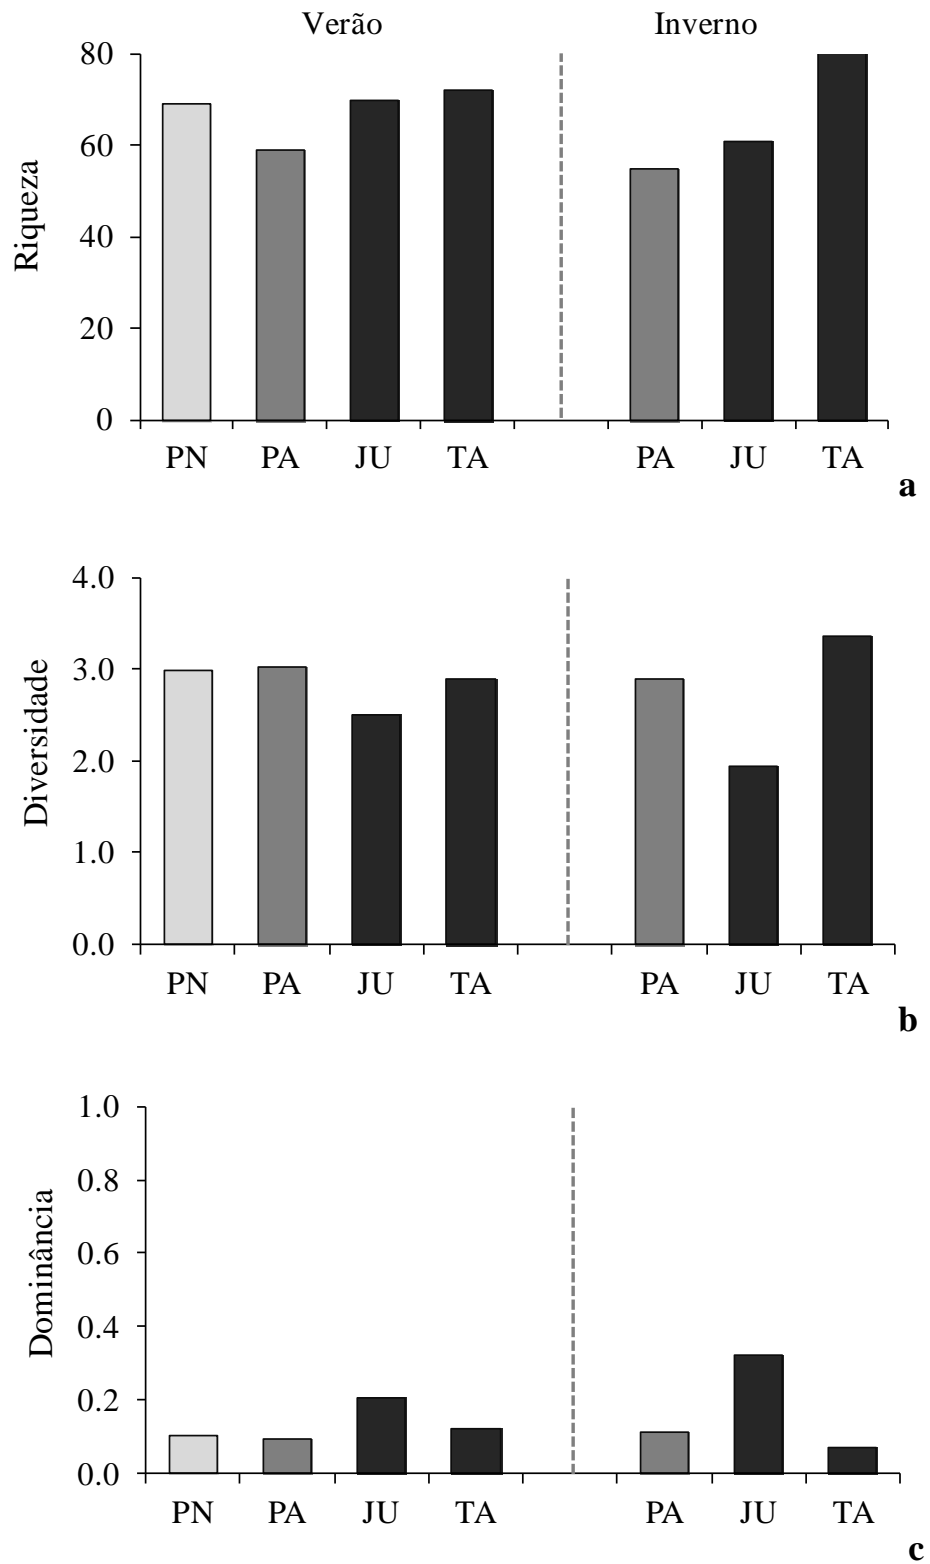 Verão Inverno
80
60
40
20
0
Riqueza
PN PA JU TA PA JU TA
a
4.0
3.0
2.0
1.0
0.0
Diversidade
PN PA JU TA PA JU TA
b
1.0
0.8
0.6
0.4
0.2
0.0
Dominância
PN PA JU TA PA JU TA
c